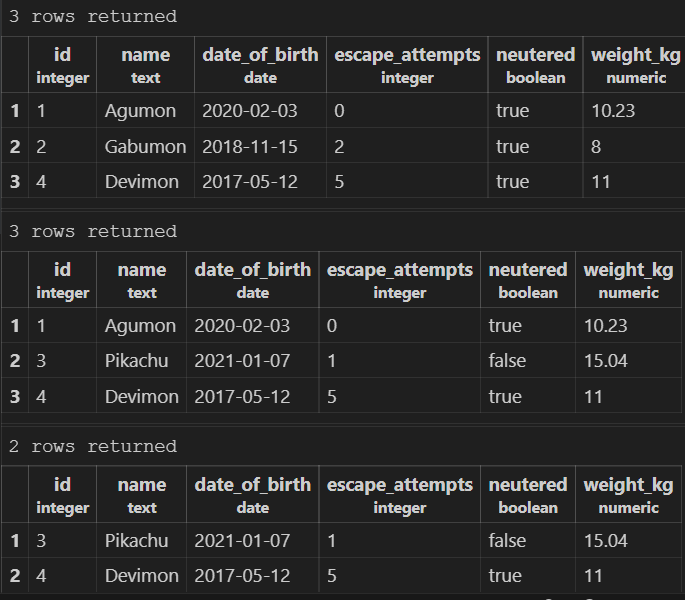 3 rows returned
id name date_of_birth escape_attempts neutered weight_kg
integer text date integer boolean numeric
1 1 Agumon 2020-02-03 0 true 10.23
2 2 Gabumon 2018-11-15 2 true 8
3 4 Devimon 2017-05-12 5 true 11
3 rows returned
id name date_of_birth escape_attempts neutered weight_kg
integer text date integer boolean numeric
1 1 Agumon 2020-02-03 0 true 10.23
2 3 Pikachu 2021-01-07 1 false 15.04
3 4 Devimon 2017-05-12 5 true 11
2 rows returned
id name date_of_birth escape_attempts neutered weight_kg
integer text date integer boolean numeric
1 3 Pikachu 2021-01-07 1 false 15.04
2 4 Devimon 2017-05-12 5 true 11